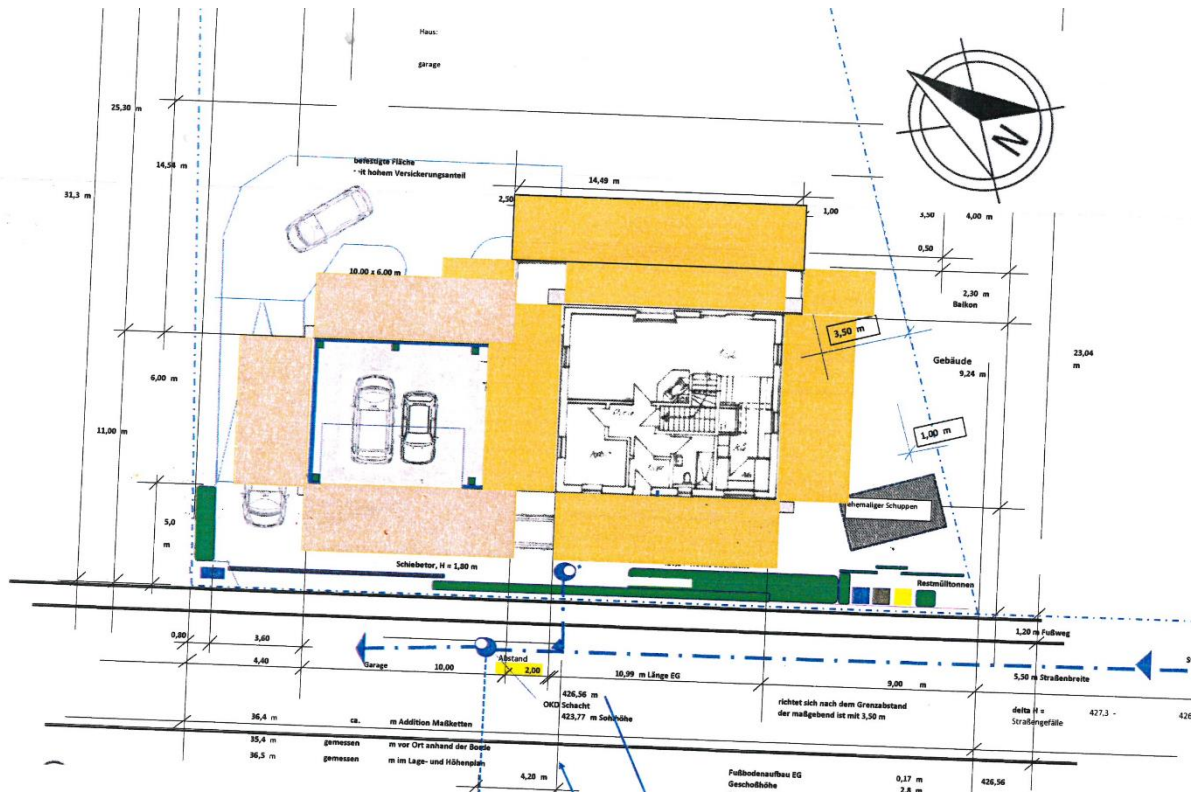 Haus:
garage
25,30 m
14,54 m
befestigte Fläche
mit hohem Versickerungsanteil
14,49 m
31,3 m
2,50
1,00
3,50
4,00 m
0,50
N
10.00 x 6.00 m
2,30 m
Balkon
3,50 m
23,04
m
Gebäude
9,24 m
6,00 m
11,00 m
1,00 m
5,0
m
ehemaliger Schuppen
Schiebetor, H = 1,80 m
Restmülltonnen
0,80
3,60
1,20 m Fußweg
4,40
Garage
10,00
Abstand
2,00
10,99 m Länge EG
9,00 m
5,50 m Straßenbreite
426,56 m
OKD Schacht
423,77 m Sohlhöhe
richtet sich nach dem Grenzabstand
der maßgebend ist mit 3,50 m
delta H =
Straßengefälle
427,3 -
426
36,4 m
ca.
m Addition Maßketten
35,4 m
gemessen
m vor Ort anhand der Borde
36,5 m
gemessen
m im Lage- und Höhenplan
4,20 m
Fußbodenaufbau EG
0,17 m
426,56
Geschoßhöhe
2,8 m